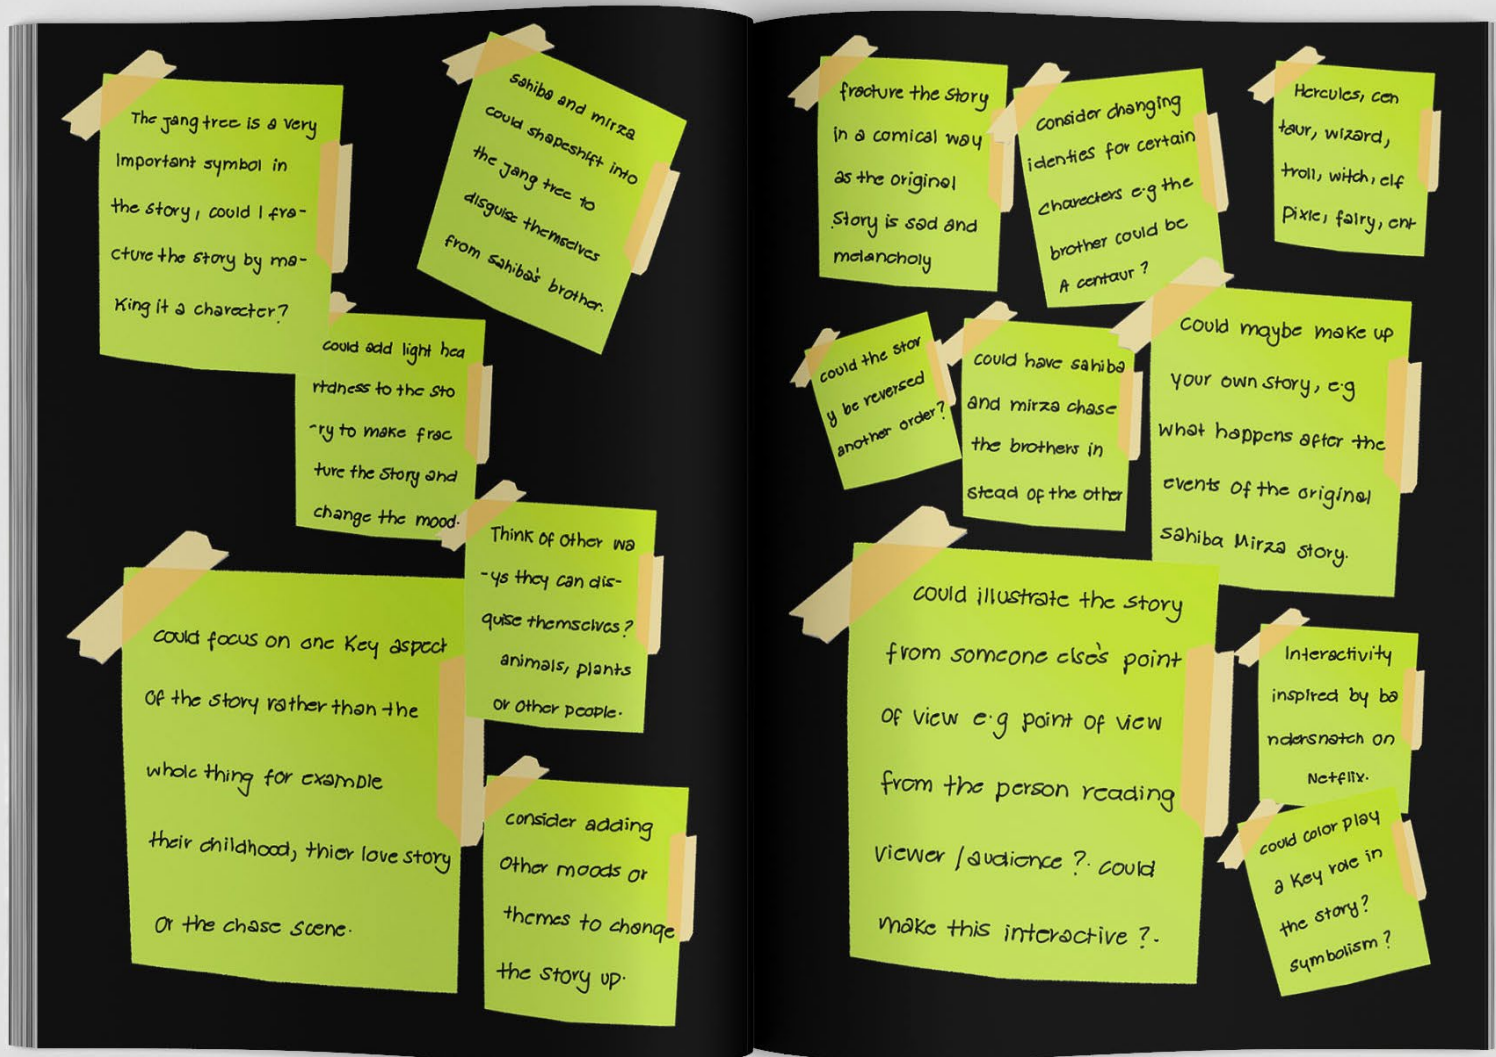 The Jang tree is a very
Important symbol in
the story, could I fra-
cture the story by ma-
King it a charecter?
sahiba and mirza
could shapeshift into
the Jang tree to
disguise themselves
from sahiba's brother.
could add light hea
rtdness to the sto
-ry to make frac
ture the story and
change the mood.
Think of other wa
-ys they can dis-
guise themselves?
animals, plants
or other people.
could focus on one Key aspect
of the story rather than the
whole thing for example
their childhood, thier love story
or the chase scene.
consider adding
other moods or
themes to change
the story up.
fracture the story
in a comical way
as the original
story is sad and
melancholy
consider changing
identies for certain
charecters e.g the
brother could be
A centaur?
Hercules, cen
taur, wizard,
troll, witch, elf
Pixie, fairy, ent
could the stor
y be reversed
another order?
could have sahiba
and mirza chase
the brothers in
stead of the other
could maybe make up
your own story, e.g
what happens after the
events of the original
sahiba Mirza story.
could illustrate the story
from someone else's point
of view e.g point of view
from the person reading
viewer /audience ?. could
make this interactive ?.
Interactivity
inspired by ba
ndersnatch on
Netflix.
could color play
a Key role in
the story?
symbolism?